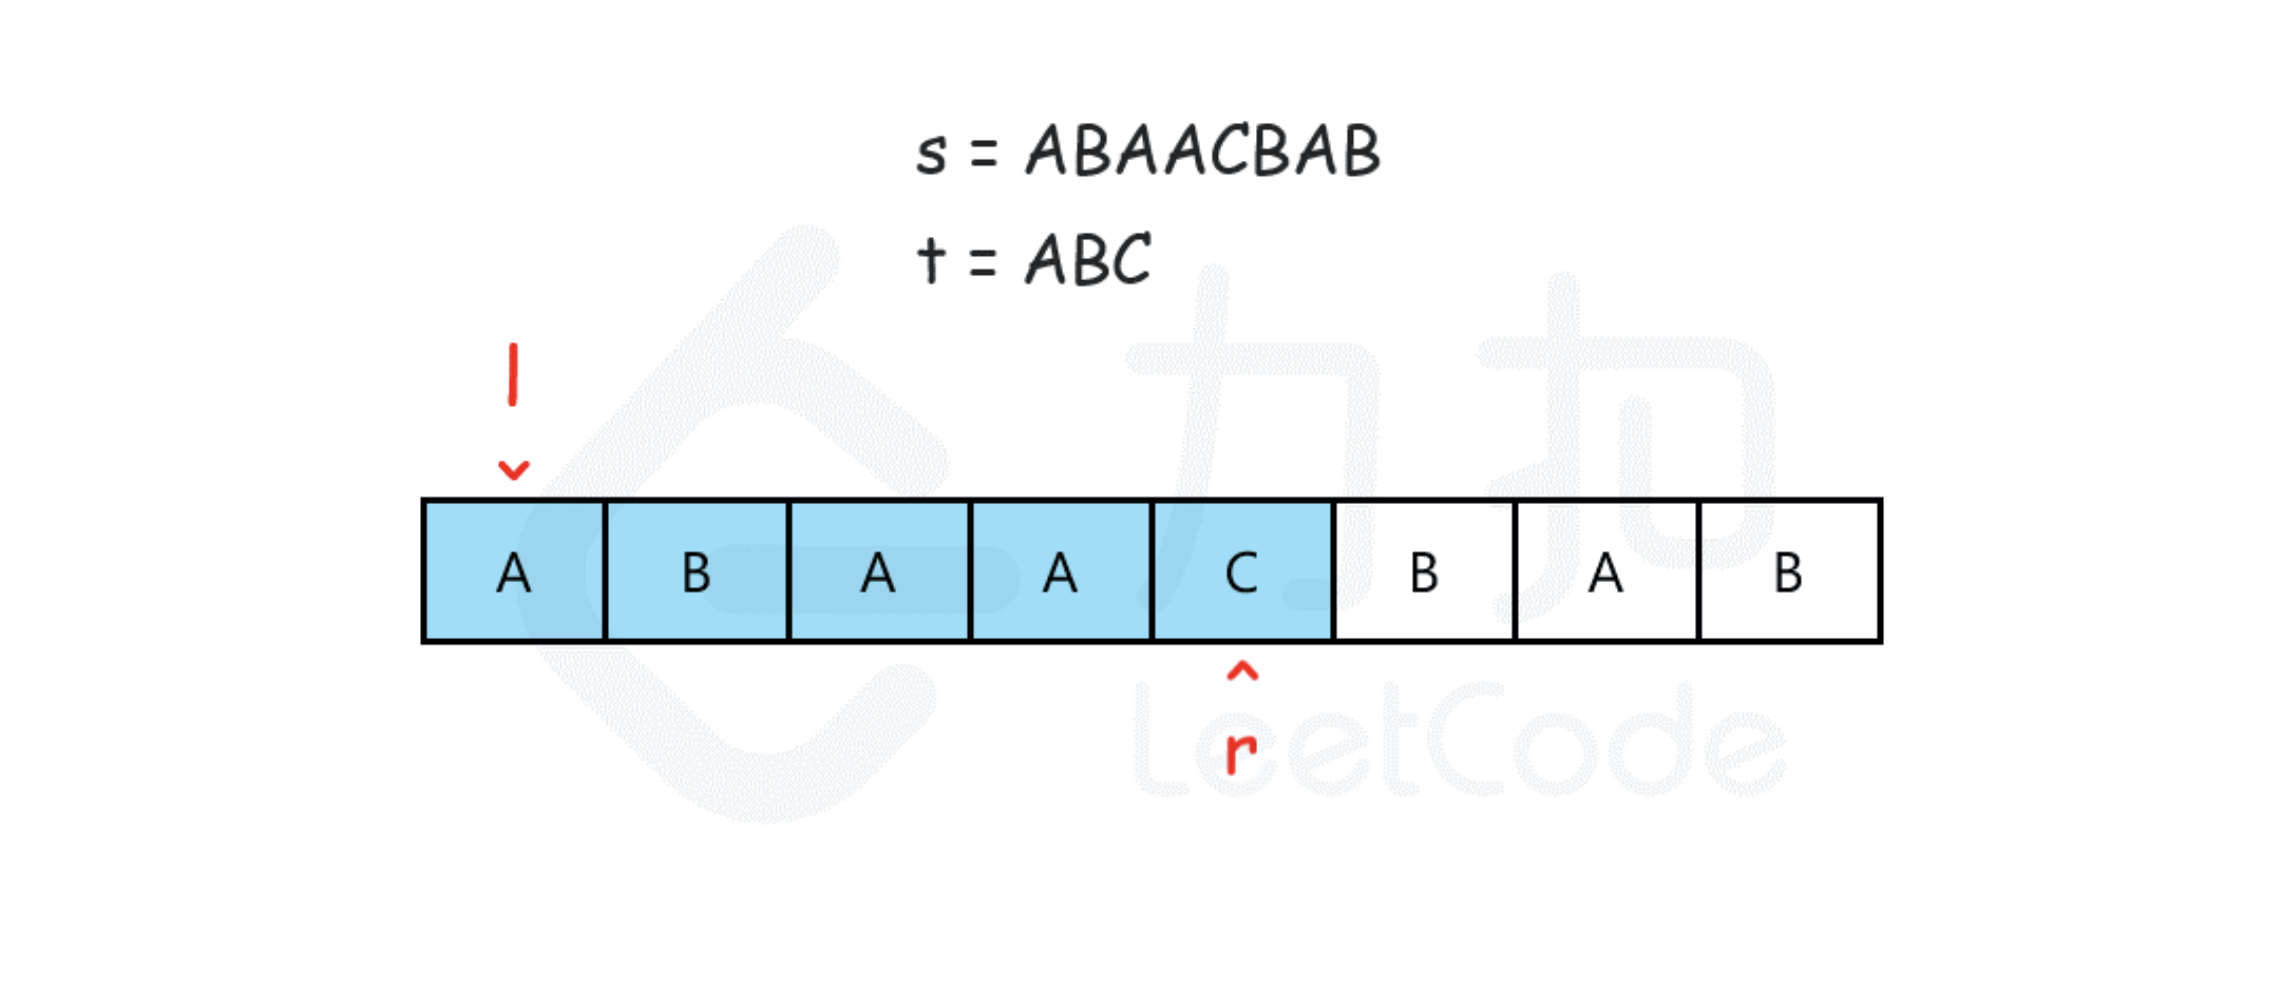 s = ABAACBAB
t = ABC
l
A B A A C B A B
r
力扣
LeetCode